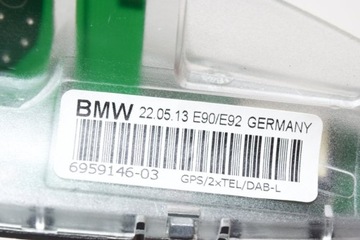 BMW 22.05.13 E90/E92 GERMANY
6959146-03 GPS/2xTEL/DAB-L